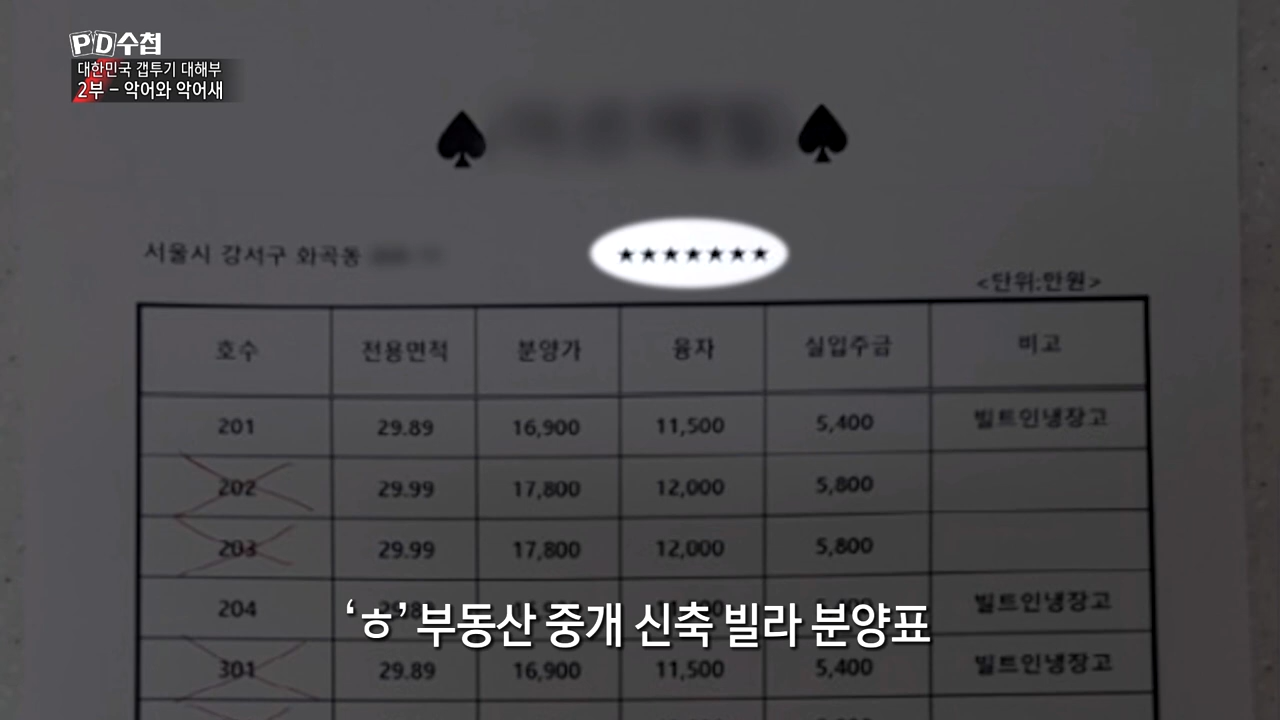 PD수첩
대한민국 갭투기 대해부
2부 – 악어와 악어새
♠ ♠
서울시 강서구 화곡동 ★★★★★★★
<단위:만원>
호수 전용면적 분양가 융자 실입주금 비고
201 29.89 16,900 11,500 5,400 빌트인냉장고
202 29.99 17,800 12,000 5,800
203 29.99 17,800 12,000 5,800
204 빌트인냉장고
‘ㅎ’ 부동산 중개 신축 빌라 분양표
301 29.89 16,900 11,500 5,400 빌트인냉장고